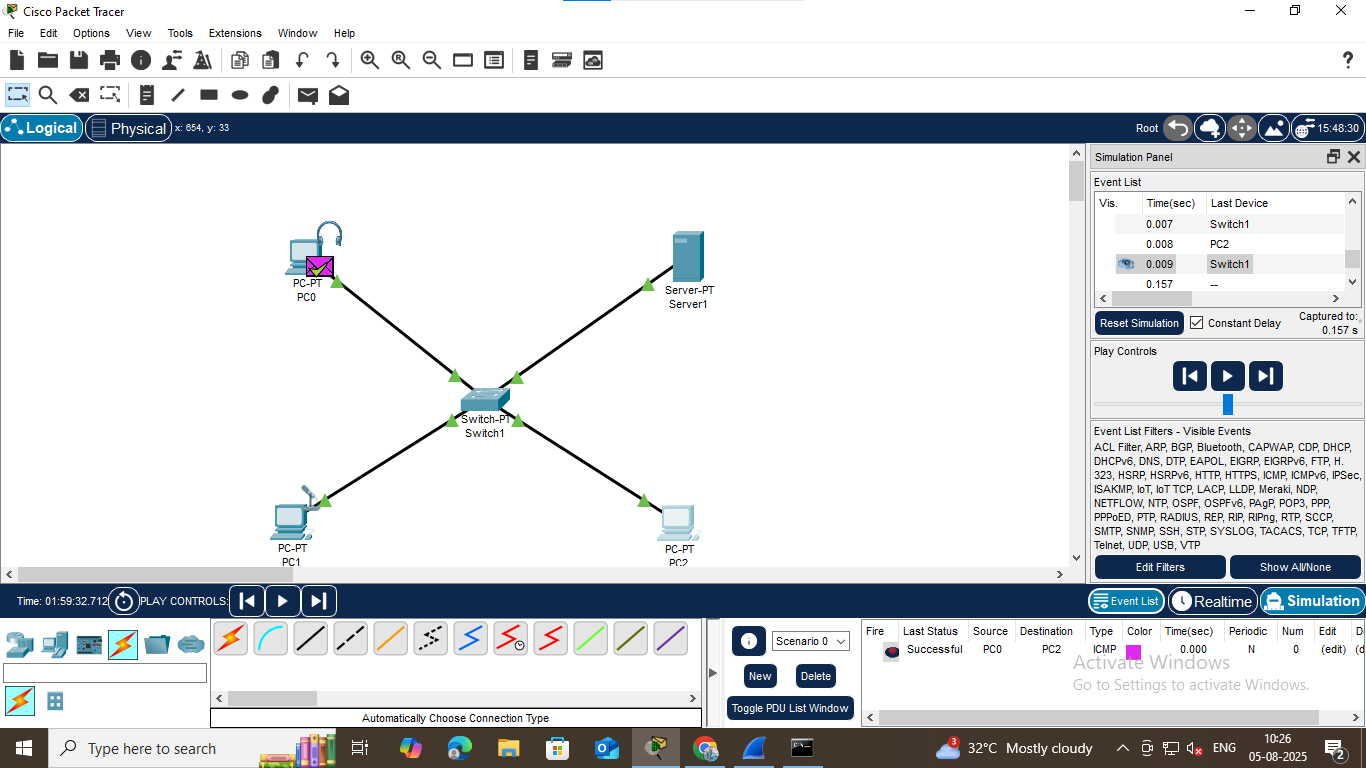 Cisco Packet Tracer
File Edit Options View Tools Extensions Window Help
?
Logical Physical x: 654, y: 33 Root 15:48:30
Simulation Panel
Event List
Vis. Time(sec) Last Device
0.007 Switch1
0.008 PC2
0.009 Switch1
0.157 --
Reset Simulation Constant Delay Captured to:
0.157 s
Play Controls
Event List Filters - Visible Events
ACL Filter, ARP, BGP, Bluetooth, CAPWAP, CDP, DHCP,
DHCPv6, DNS, DTP, EAPOL, EIGRP, EIGRPv6, FTP, H.
323, HSRP, HSRPv6, HTTP, HTTPS, ICMP, ICMPv6, IPSec,
ISAKMP, IoT, IoT TCP, LACP, LLDP, Meraki, NDP,
NETFLOW, NTP, OSPF, OSPFv6, PAgP, POP3, PPP,
PPPoED, PTP, RADIUS, REP, RIP, RIPng, RTP, SCCP,
SMTP, SNMP, SSH, STP, SYSLOG, TACACS, TCP, TFTP,
Telnet, UDP, USB, VTP
Edit Filters Show All/None
PC-PT
PC0
Server-PT
Server1
Switch-PT
Switch1
PC-PT
PC1
PC-PT
PC2
Time: 01:59:32.712 PLAY CONTROLS: Event List Realtime Simulation
Automatically Choose Connection Type
Scenario 0
New Delete
Toggle PDU List Window
Fire Last Status Source Destination Type Color Time(sec) Periodic Num Edit D
Successful PC0 PC2 ICMP 0.000 N 0 (edit) (d
Activate Windows
Go to Settings to activate Windows.
Type here to search
3 32°C Mostly cloudy ENG 10:26
05-08-2025 2